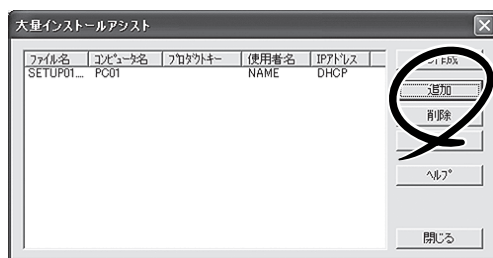 大量インストールアシスト
ファイル名 コンピュータ名 プロダクトキー 使用者名 IPアドレス
SETUP01... PC01 NAME DHCP
追加
削除
ヘルプ
閉じる